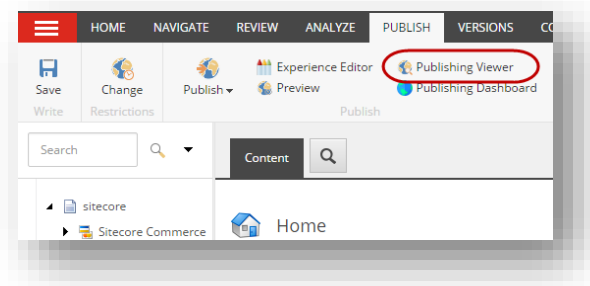 HOME NAVIGATE REVIEW ANALYZE PUBLISH VERSIONS
Save Change Publish Experience Editor Publishing Viewer
Preview Publishing Dashboard
Write Restrictions Publish
Search
Content
sitecore
Sitecore Commerce
Home